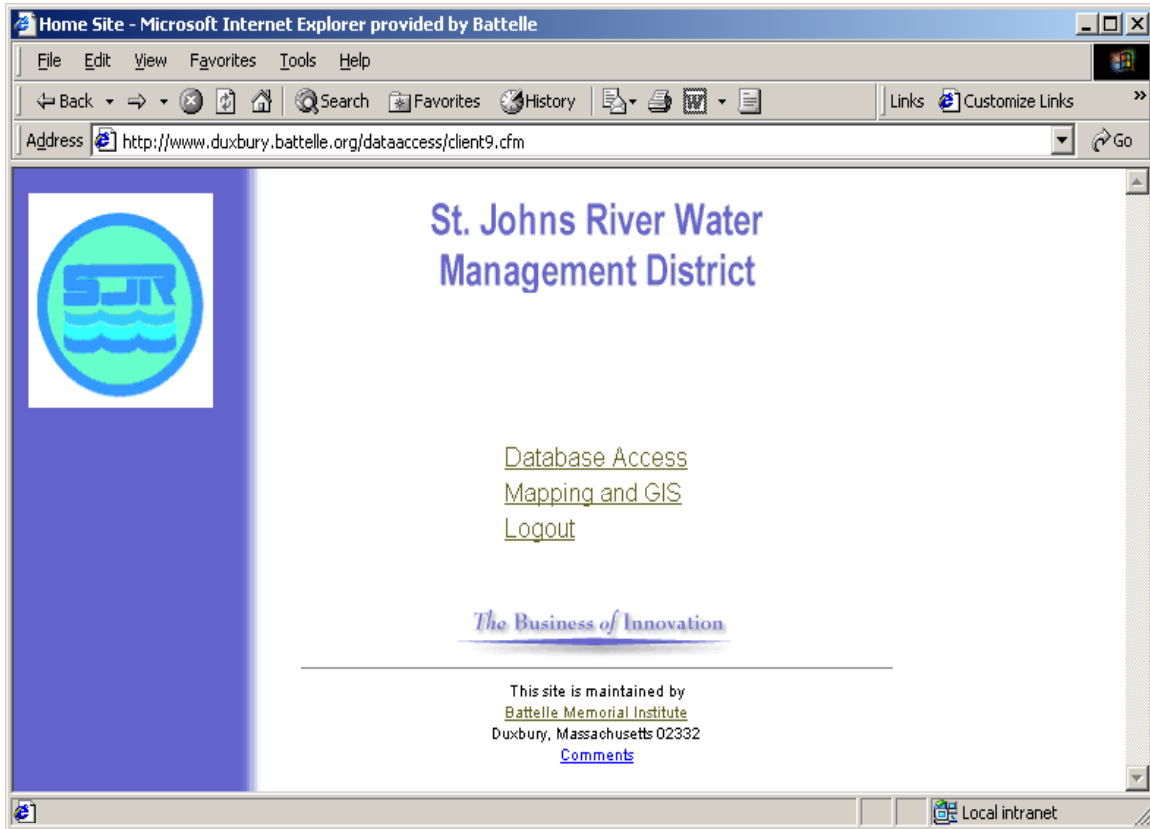 Home Site - Microsoft Internet Explorer provided by Battelle
File Edit View Favorites Tools Help
Back Search Favorites History Links Customize Links »
Address http://www.duxbury.battelle.org/dataaccess/client9.cfm Go
SJR
St. Johns River Water
Management District
Database Access
Mapping and GIS
Logout
The Business of Innovation
This site is maintained by
Battelle Memorial Institute
Duxbury, Massachusetts 02332
Comments
Local intranet